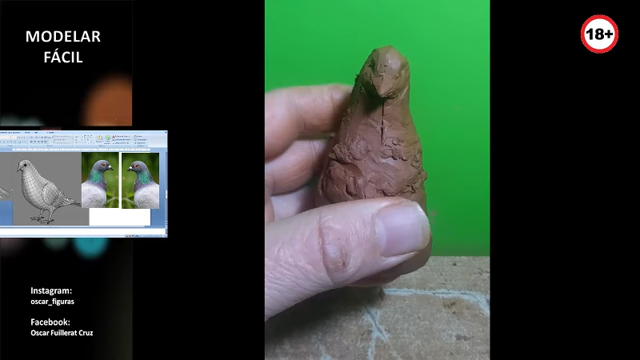 MODELAR
FÁCIL
18+
Instagram:
oscar_figuras
Facebook:
Oscar Fuillerat Cruz